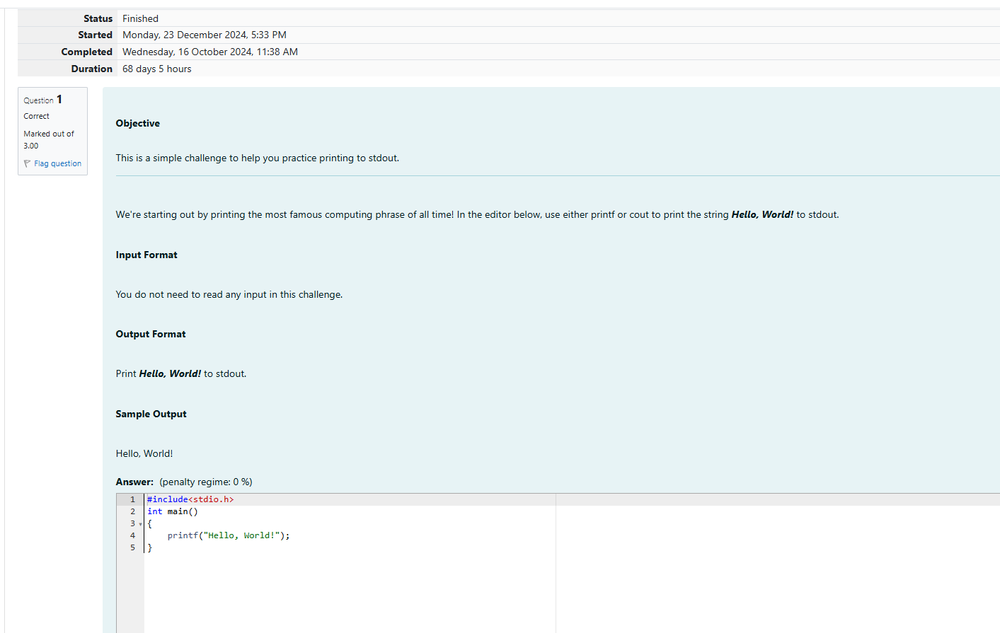 Status Finished
Started Monday, 23 December 2024, 5:33 PM
Completed Wednesday, 16 October 2024, 11:38 AM
Duration 68 days 5 hours
Question 1
Correct
Marked out of
3.00
Flag question
Objective
This is a simple challenge to help you practice printing to stdout.
We're starting out by printing the most famous computing phrase of all time! In the editor below, use either printf or cout to print the string Hello, World! to stdout.
Input Format
You do not need to read any input in this challenge.
Output Format
Print Hello, World! to stdout.
Sample Output
Hello, World!
Answer: (penalty regime: 0 %)
1 #include<stdio.h>
2 int main()
3 {
4     printf("Hello, World!");
5 }